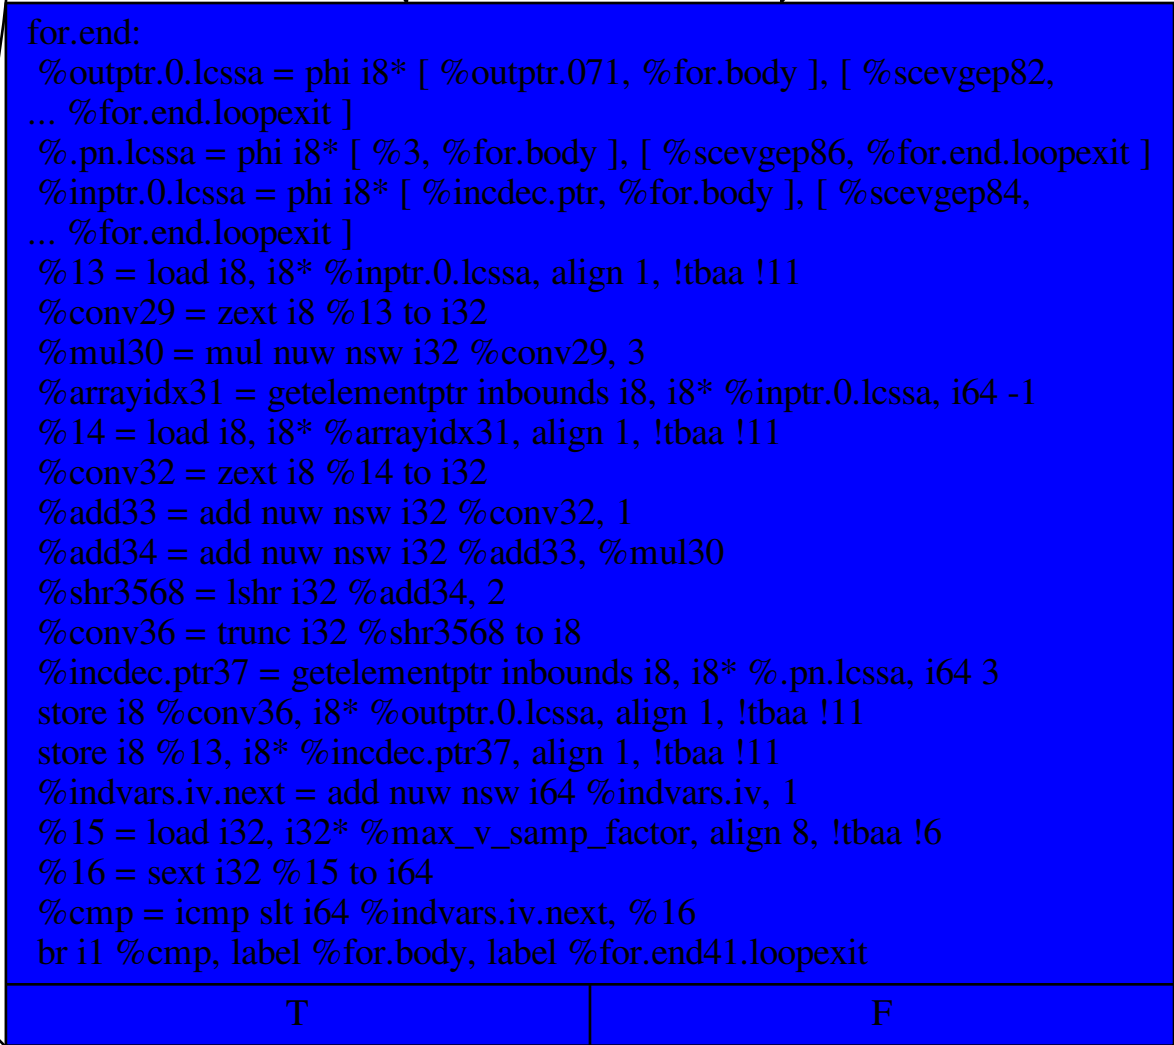 for.end:
%outptr.0.lcssa = phi i8* [ %outptr.071, %for.body ], [ %scevgep82,
... %for.end.loopexit ]
%.pn.lcssa = phi i8* [ %3, %for.body ], [ %scevgep86, %for.end.loopexit ]
%inptr.0.lcssa = phi i8* [ %incdec.ptr, %for.body ], [ %scevgep84,
... %for.end.loopexit ]
%13 = load i8, i8* %inptr.0.lcssa, align 1, !tbaa !11
%conv29 = zext i8 %13 to i32
%mul30 = mul nuw nsw i32 %conv29, 3
%arrayidx31 = getelementptr inbounds i8, i8* %inptr.0.lcssa, i64 -1
%14 = load i8, i8* %arrayidx31, align 1, !tbaa !11
%conv32 = zext i8 %14 to i32
%add33 = add nuw nsw i32 %conv32, 1
%add34 = add nuw nsw i32 %add33, %mul30
%shr3568 = lshr i32 %add34, 2
%conv36 = trunc i32 %shr3568 to i8
%incdec.ptr37 = getelementptr inbounds i8, i8* %.pn.lcssa, i64 3
store i8 %conv36, i8* %outptr.0.lcssa, align 1, !tbaa !11
store i8 %13, i8* %incdec.ptr37, align 1, !tbaa !11
%indvars.iv.next = add nuw nsw i64 %indvars.iv, 1
%15 = load i32, i32* %max_v_samp_factor, align 8, !tbaa !6
%16 = sext i32 %15 to i64
%cmp = icmp slt i64 %indvars.iv.next, %16
br i1 %cmp, label %for.body, label %for.end41.loopexit
T F